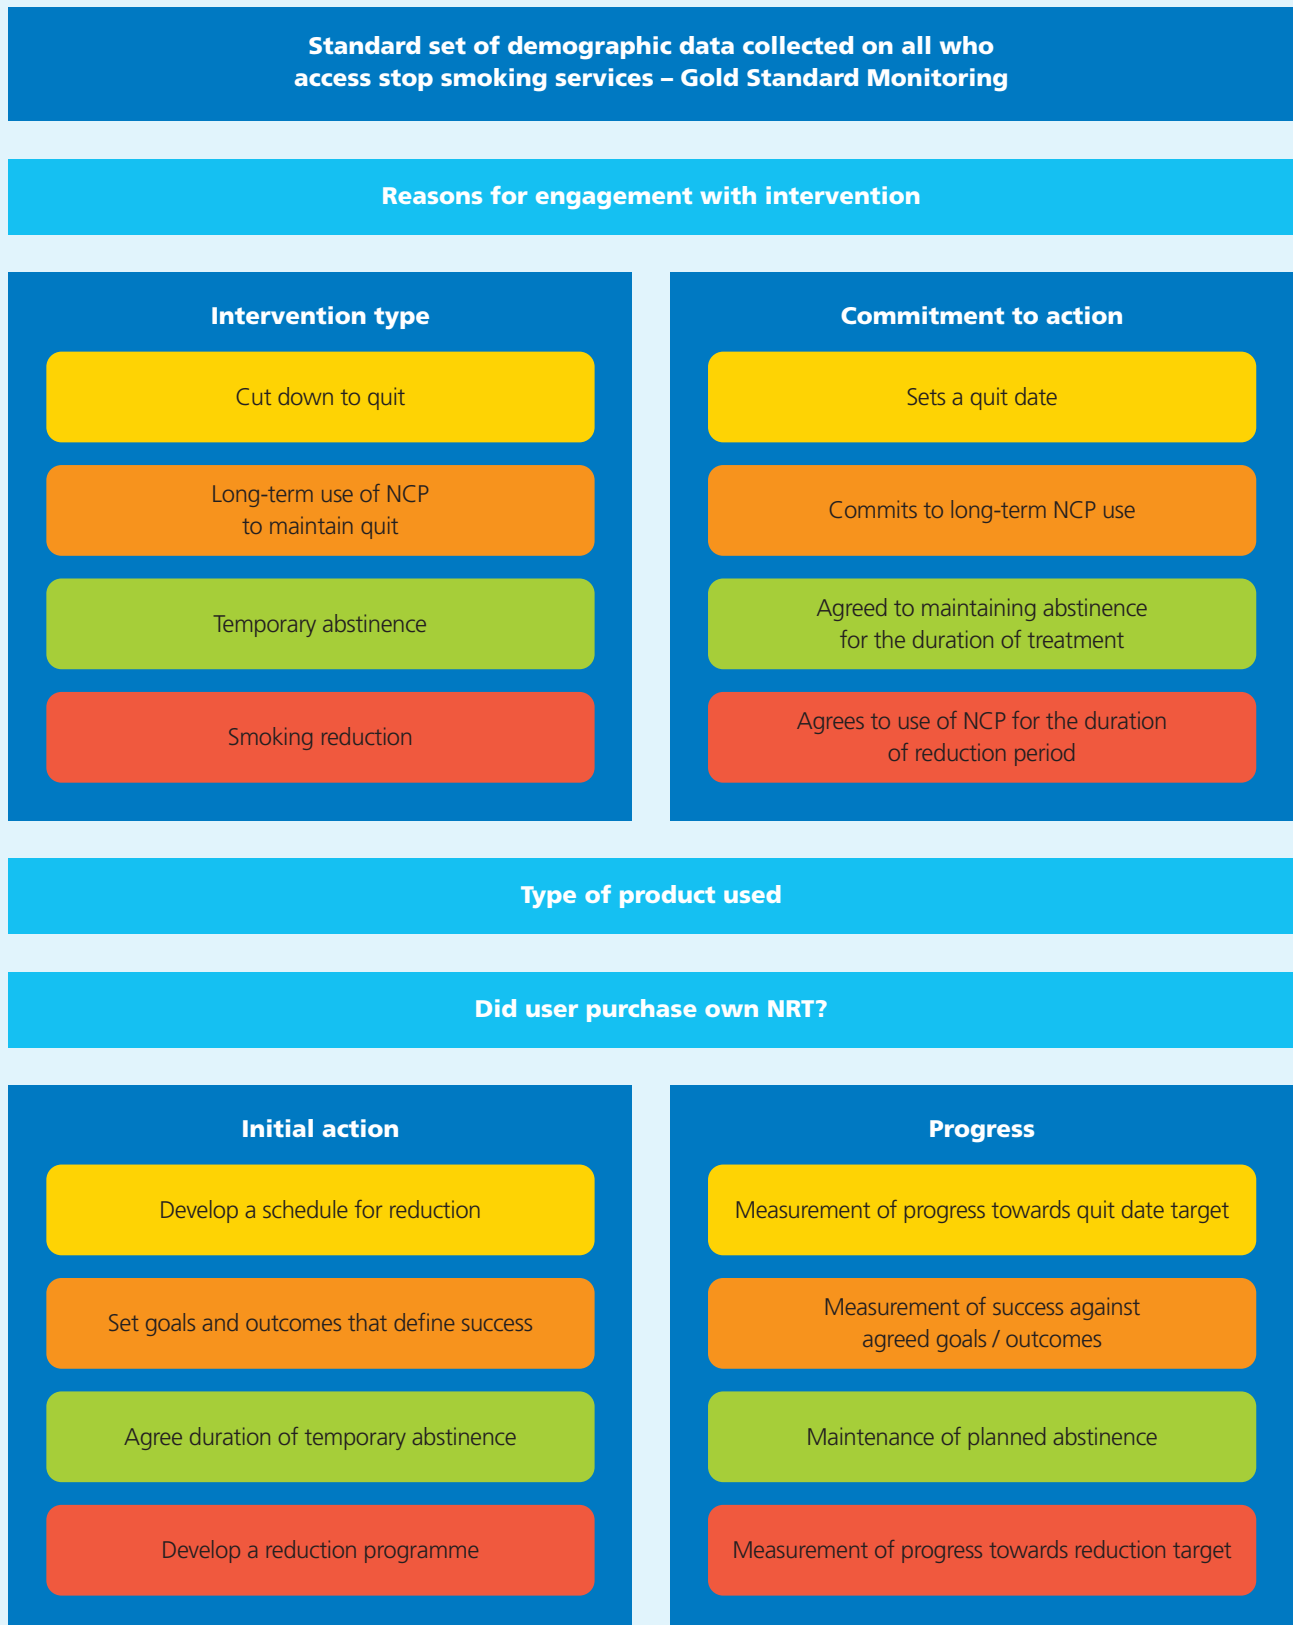 Standard set of demographic data collected on all who
access stop smoking services – Gold Standard Monitoring
Reasons for engagement with intervention
Intervention type
Cut down to quit
Long-term use of NCP
to maintain quit
Temporary abstinence
Smoking reduction
Commitment to action
Sets a quit date
Commits to long-term NCP use
Agreed to maintaining abstinence
for the duration of treatment
Agrees to use of NCP for the duration
of reduction period
Type of product used
Did user purchase own NRT?
Initial action
Develop a schedule for reduction
Set goals and outcomes that define success
Agree duration of temporary abstinence
Develop a reduction programme
Progress
Measurement of progress towards quit date target
Measurement of success against
agreed goals / outcomes
Maintenance of planned abstinence
Measurement of progress towards reduction target